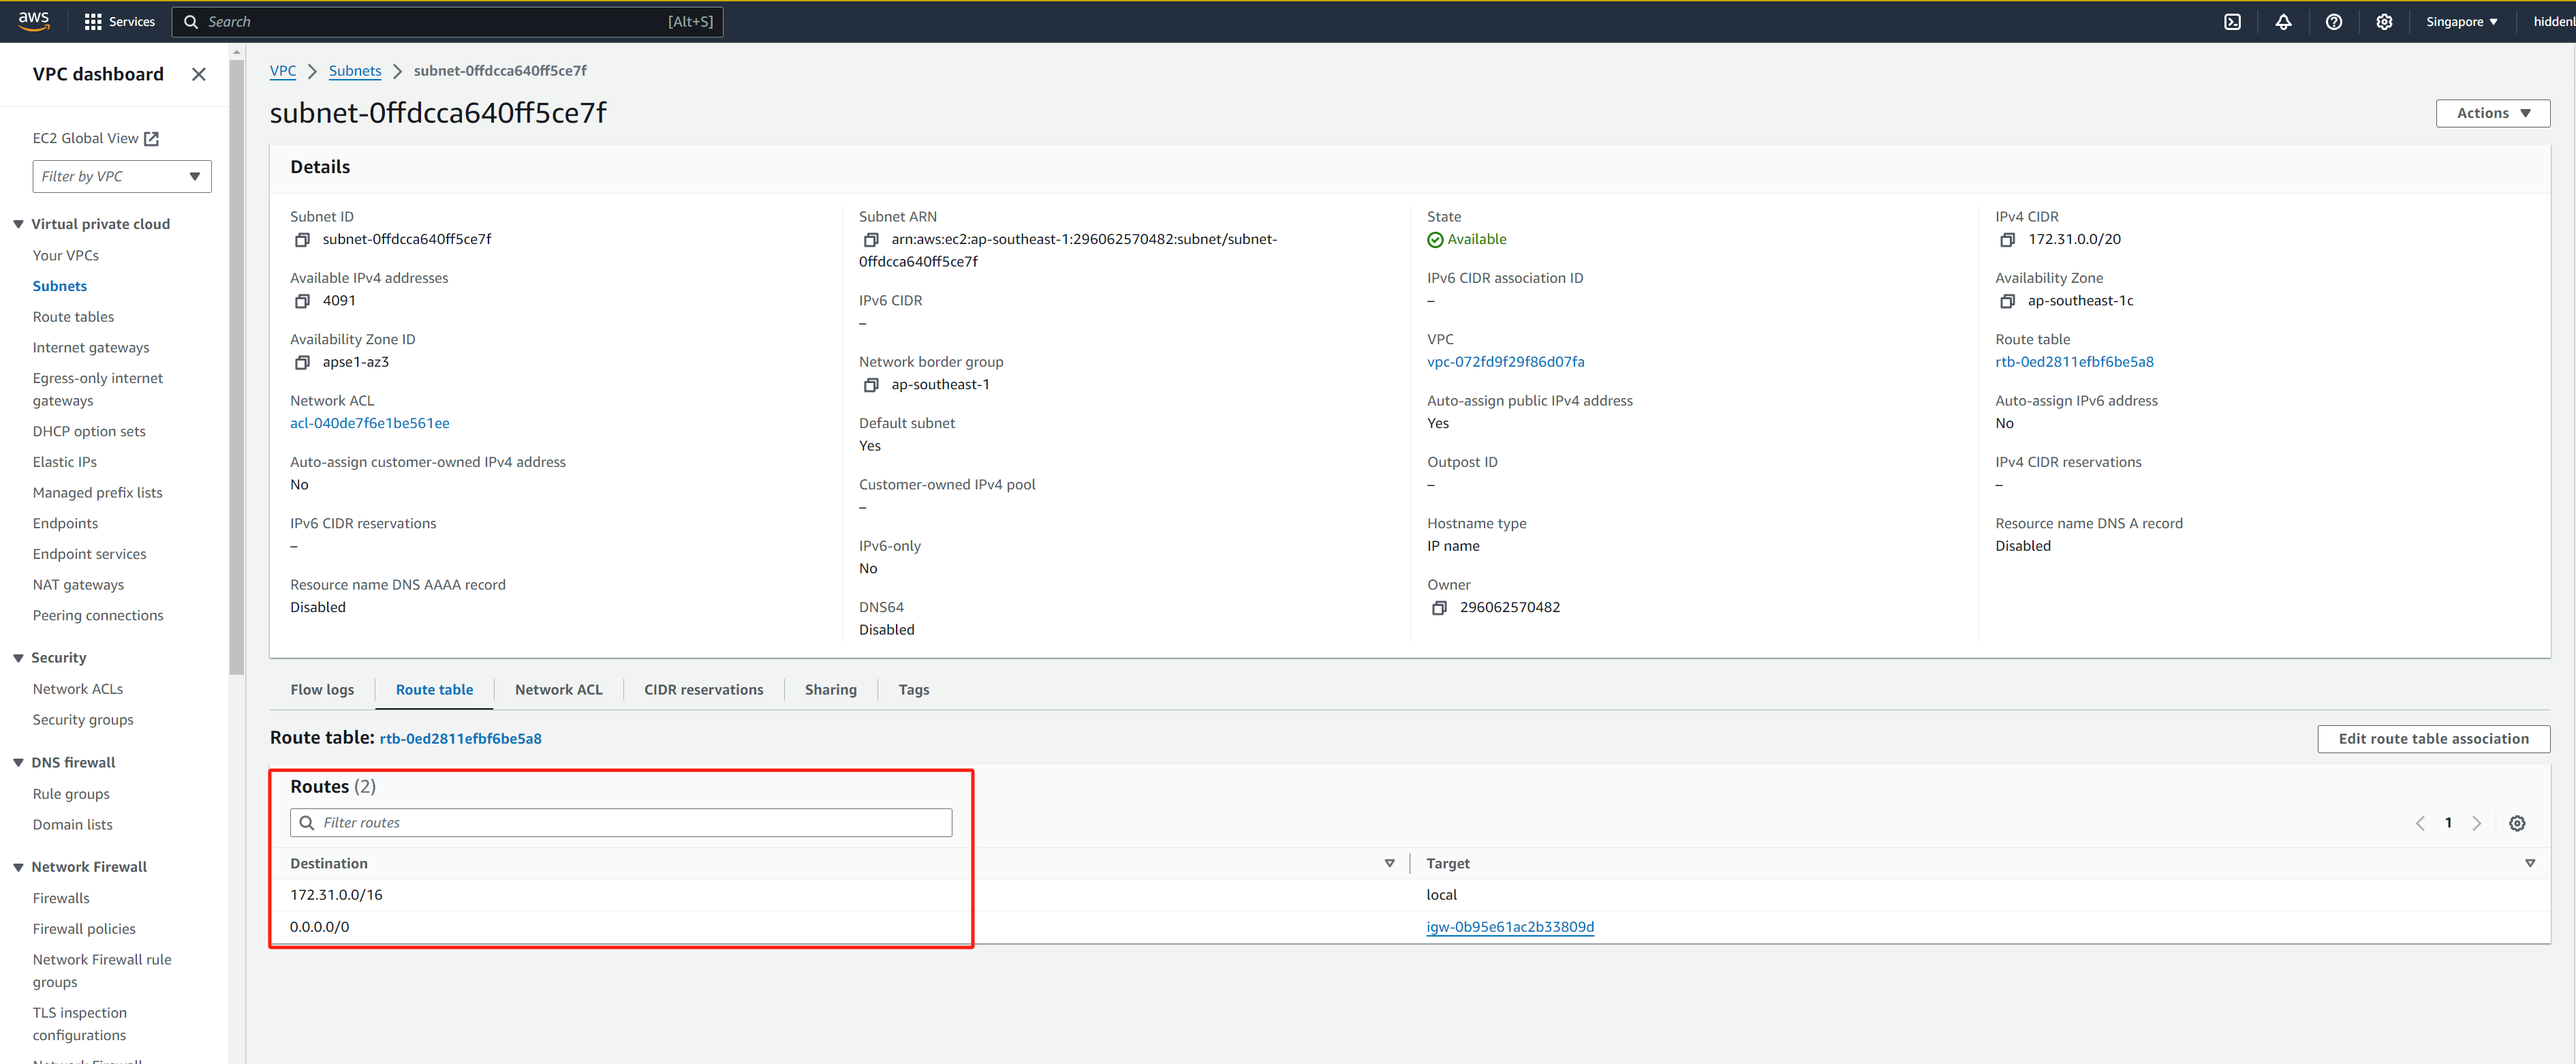 aws
Services
Search
[Alt+S]
Singapore
hiddenl
VPC dashboard
EC2 Global View
Filter by VPC
Virtual private cloud
Your VPCs
Subnets
Route tables
Internet gateways
Egress-only internet
gateways
DHCP option sets
Elastic IPs
Managed prefix lists
Endpoints
Endpoint services
NAT gateways
Peering connections
Security
Network ACLs
Security groups
DNS firewall
Rule groups
Domain lists
Network Firewall
Firewalls
Firewall policies
Network Firewall rule
groups
TLS inspection
configurations
Network Firewall
VPC > Subnets > subnet-0ffdcca640ff5ce7f
subnet-0ffdcca640ff5ce7f
Actions
Details
Subnet ID
subnet-0ffdcca640ff5ce7f
Available IPv4 addresses
4091
Availability Zone ID
apse1-az3
Network ACL
acl-040de7f6e1be561ee
Auto-assign customer-owned IPv4 address
No
IPv6 CIDR reservations
–
Resource name DNS AAAA record
Disabled
Subnet ARN
arn:aws:ec2:ap-southeast-1:296062570482:subnet/subnet-
0ffdcca640ff5ce7f
IPv6 CIDR
–
Network border group
ap-southeast-1
Default subnet
Yes
Customer-owned IPv4 pool
–
IPv6-only
No
DNS64
Disabled
State
Available
IPv6 CIDR association ID
–
VPC
vpc-072fd9f29f86d07fa
Auto-assign public IPv4 address
Yes
Outpost ID
–
Hostname type
IP name
Owner
296062570482
IPv4 CIDR
172.31.0.0/20
Availability Zone
ap-southeast-1c
Route table
rtb-0ed2811efbf6be5a8
Auto-assign IPv6 address
No
IPv4 CIDR reservations
–
Resource name DNS A record
Disabled
Flow logs
Route table
Network ACL
CIDR reservations
Sharing
Tags
Route table: rtb-0ed2811efbf6be5a8
Edit route table association
Routes (2)
Filter routes
1
Destination
Target
172.31.0.0/16
local
0.0.0.0/0
igw-0b95e61ac2b33809d